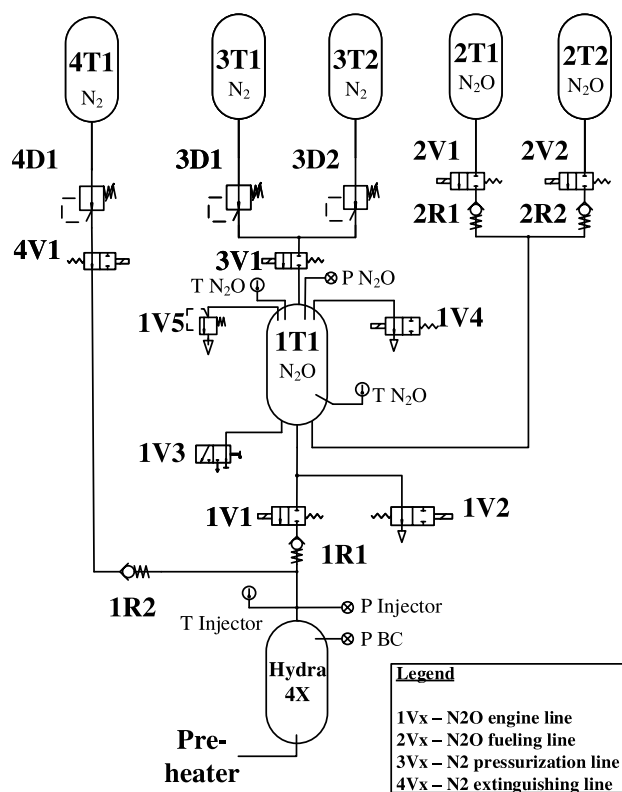 4T1
N2
3T1
N2
3T2
N2
2T1
N2O
2T2
N2O
4D1
3D1
3D2
2V1
2V2
2R1
2R2
4V1
3V1
T N2O
P N2O
1V5
1T1
N2O
1V4
T N2O
1V3
1V1
1V2
1R1
1R2
T Injector
P Injector
P BC
Hydra
4X
Pre-
heater
Legend
1Vx – N2O engine line
2Vx – N2O fueling line
3Vx – N2 pressurization line
4Vx – N2 extinguishing line